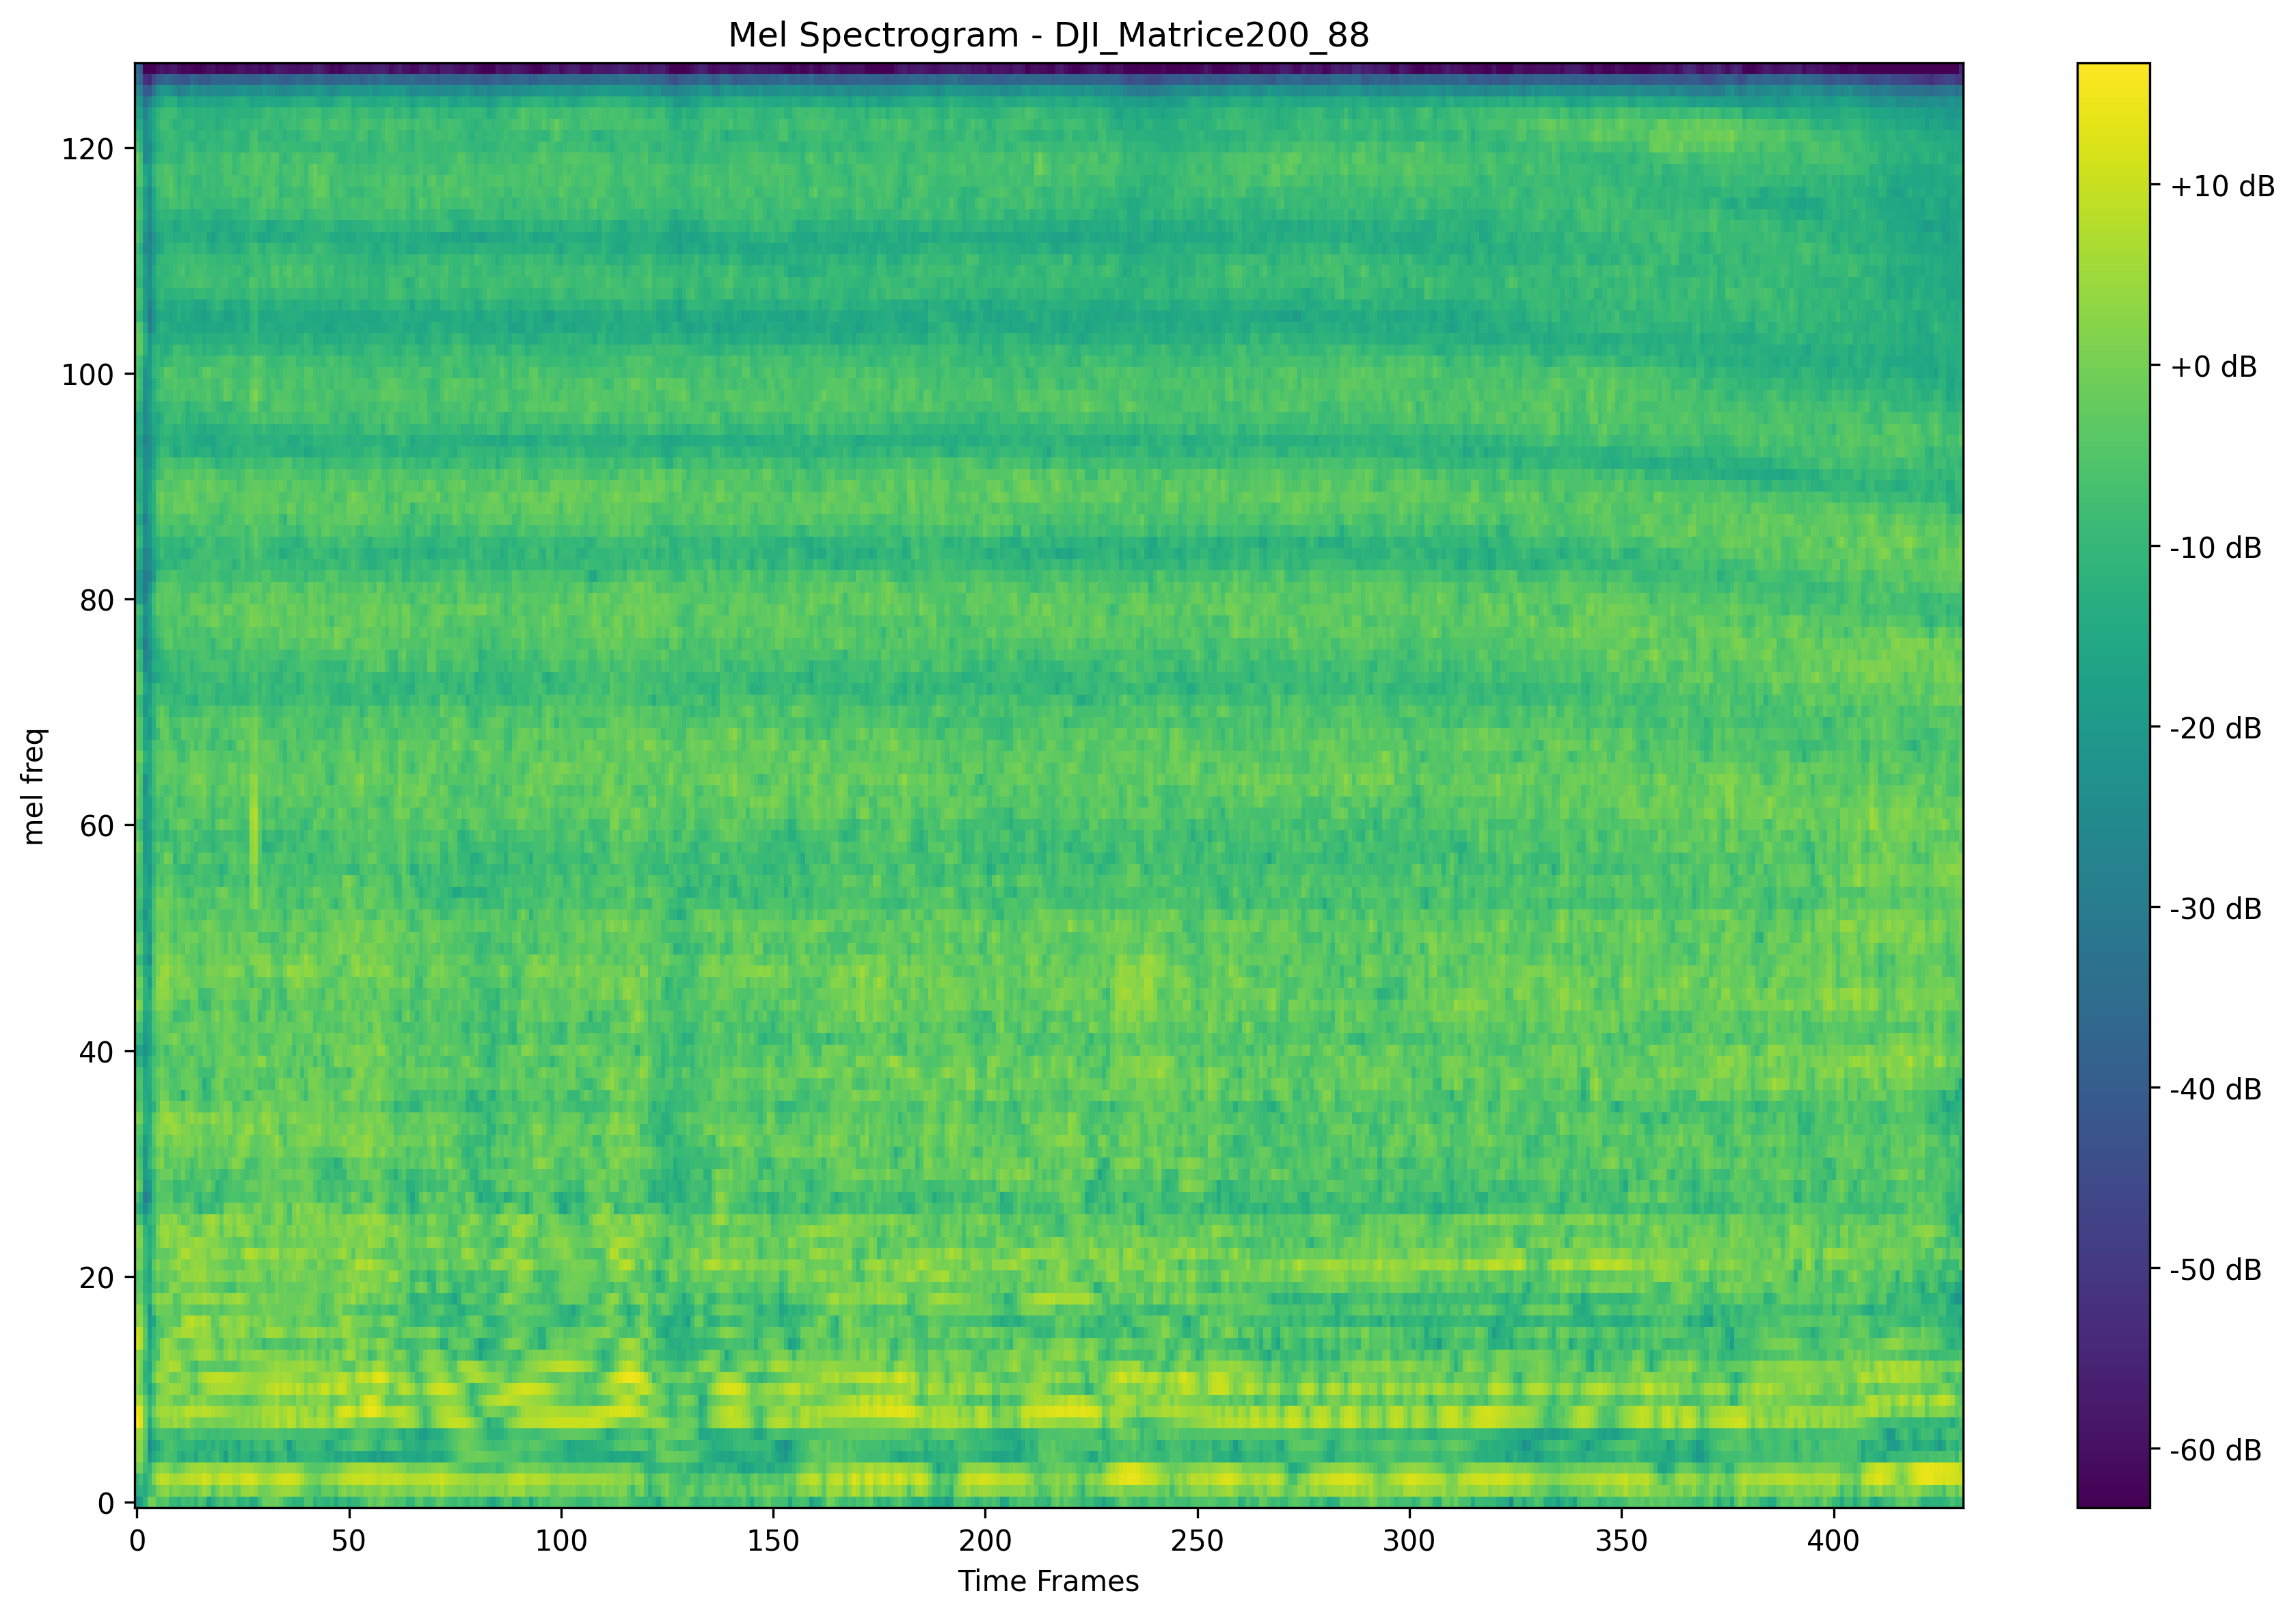 Mel Spectrogram - DJI_Matrice200_88
120
100
80
60
40
20
0
mel freq
0 50 100 150 200 250 300 350 400
Time Frames
+10 dB
+0 dB
-10 dB
-20 dB
-30 dB
-40 dB
-50 dB
-60 dB